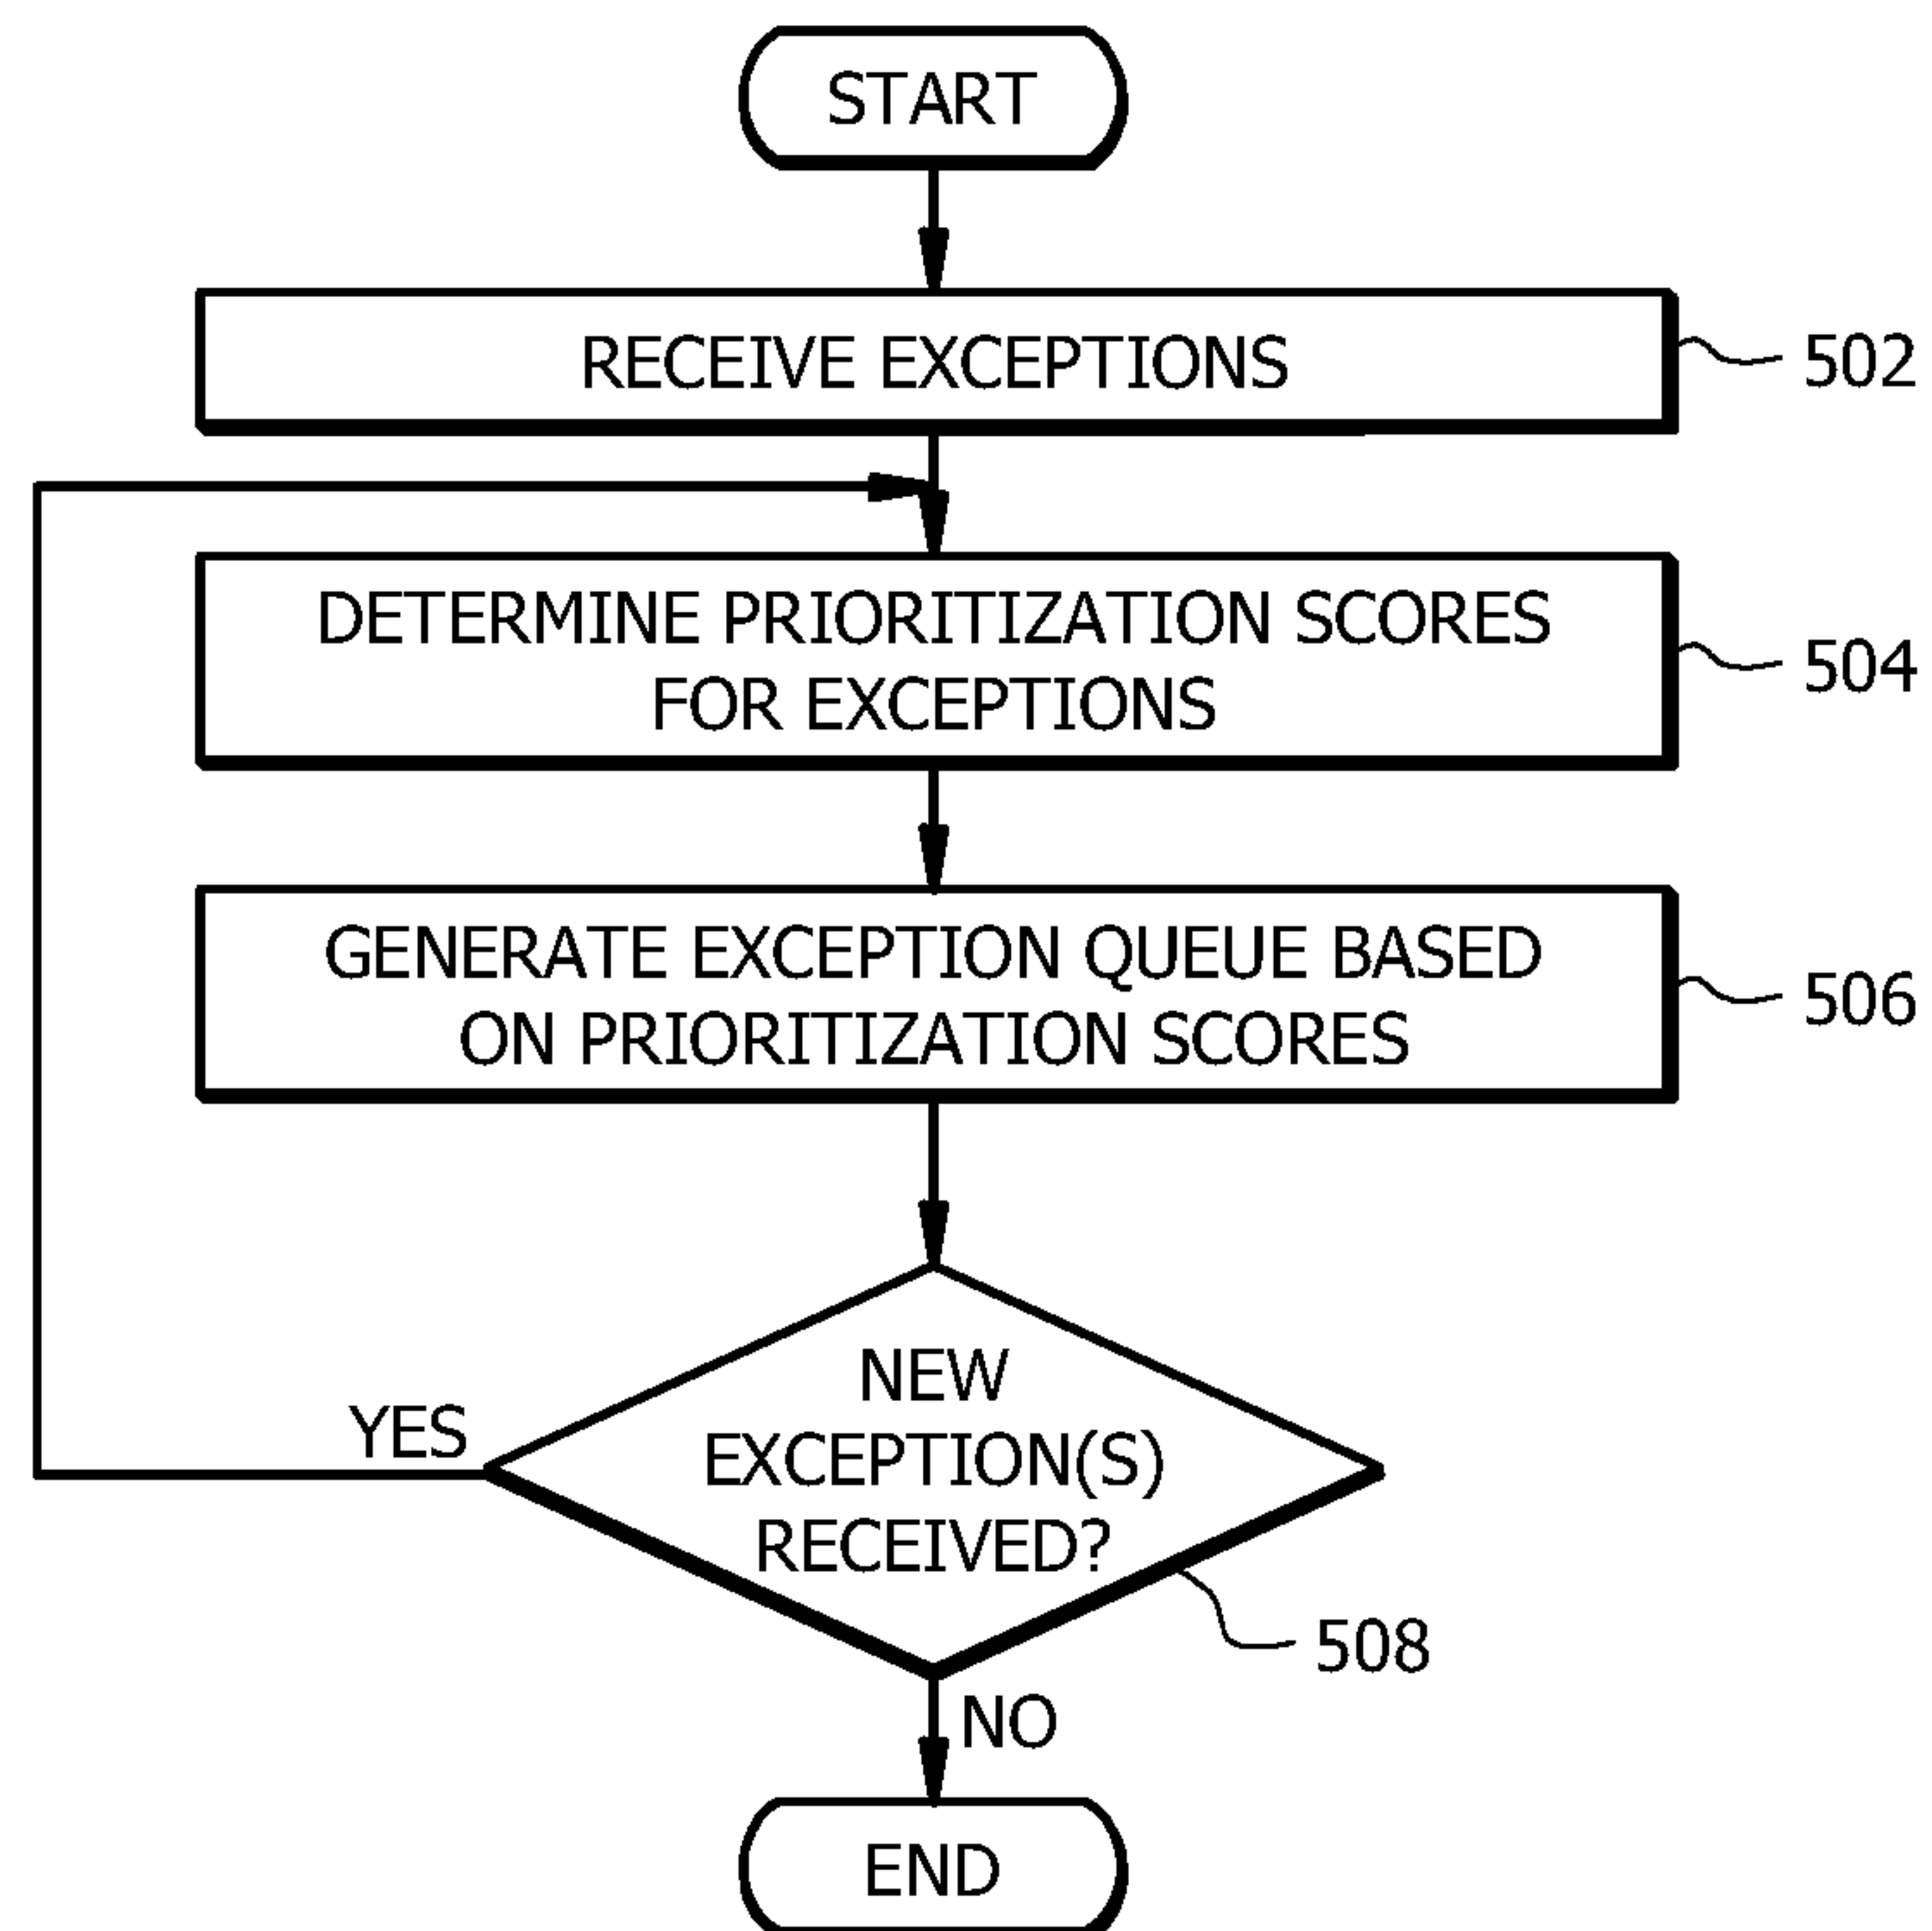 START
RECEIVE EXCEPTIONS
502
DETERMINE PRIORITIZATION SCORES
FOR EXCEPTIONS
504
GENERATE EXCEPTION QUEUE BASED
ON PRIORITIZATION SCORES
506
NEW
EXCEPTION(S)
RECEIVED?
YES
508
NO
END